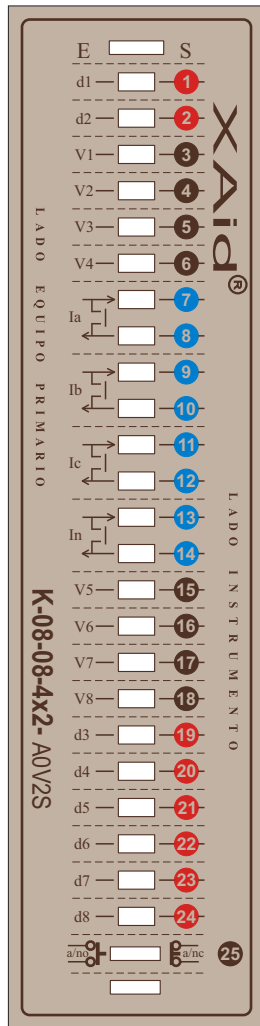 E S
d1 1
d2 2
V1 3
V2 4
V3 5
V4 6
Ia 7
8
Ib 9
10
Ic 11
12
In 13
14
V5 15
V6 16
V7 17
V8 18
d3 19
d4 20
d5 21
d6 22
d7 23
d8 24
a/no a/nc 25
XAid®
LADO EQUIPO PRIMARIO
LADO INSTRUMENTO
K-08-08-4x2- A0V2S